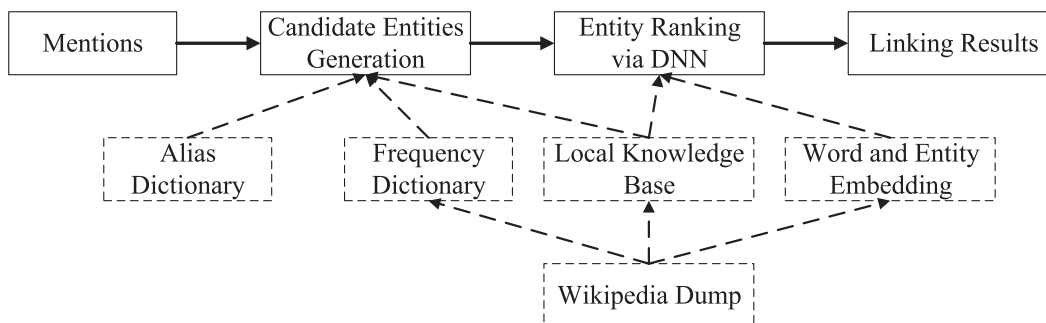 Mentions
Candidate Entities
Generation
Entity Ranking
via DNN
Linking Results
Alias
Dictionary
Frequency
Dictionary
Local Knowledge
Base
Word and Entity
Embedding
Wikipedia Dump